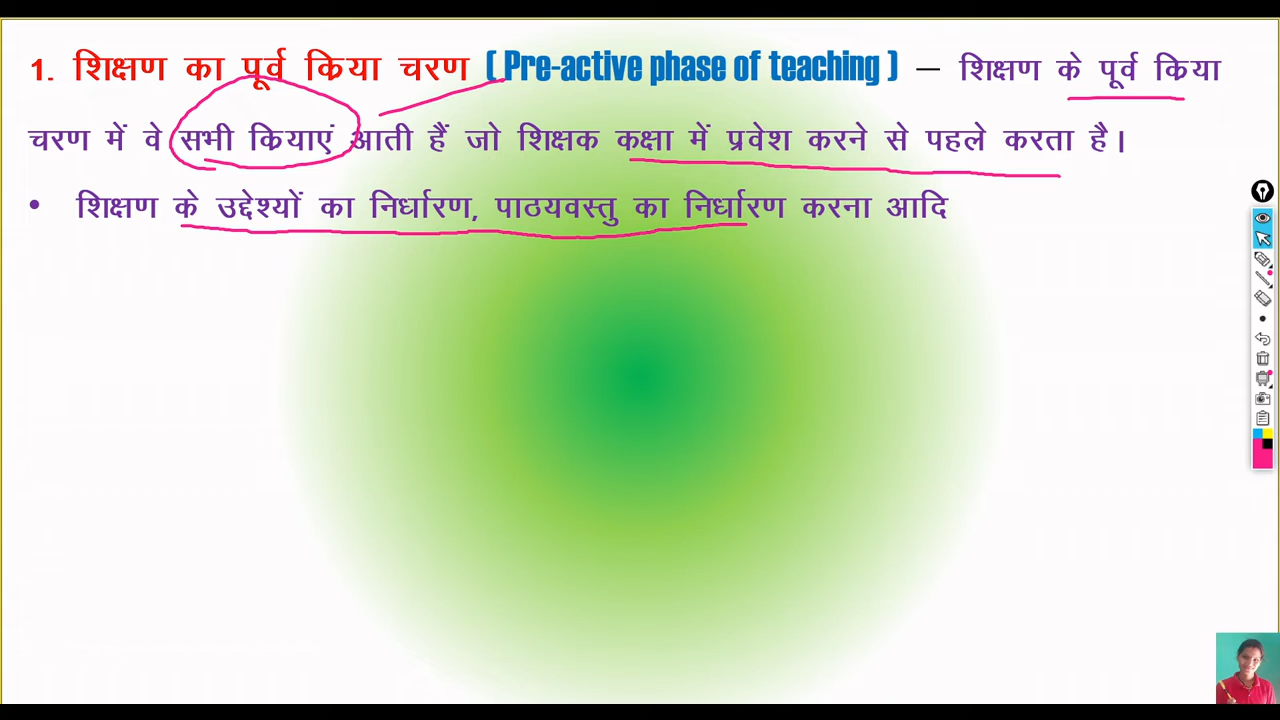 1. शिक्षण का पूर्व किया चरण ( Pre-active phase of teaching ) – शिक्षण के पूर्व किया
चरण में वे सभी कियाएं आती हैं जो शिक्षक कक्षा में प्रवेश करने से पहले करता है।
• शिक्षण के उद्देश्यों का निर्धारण, पाठयवस्तु का निर्धारण करना आदि